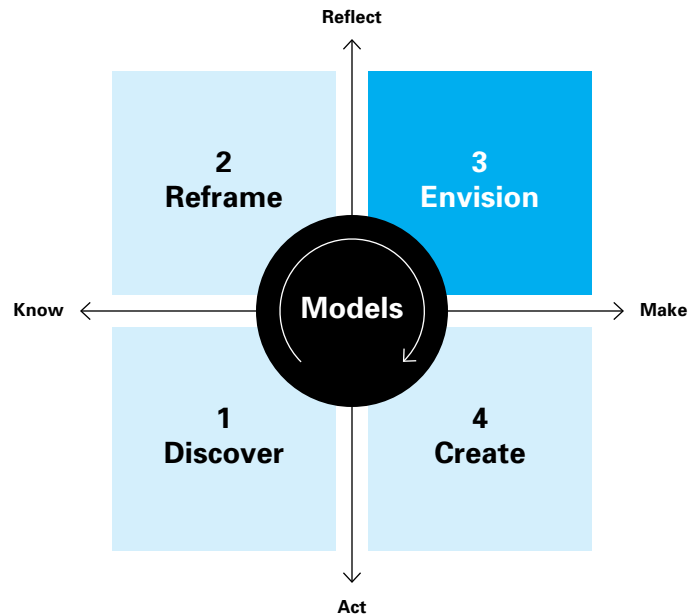 Reflect
2
Reframe
3
Envision
Know
Models
Make
1
Discover
4
Create
Act